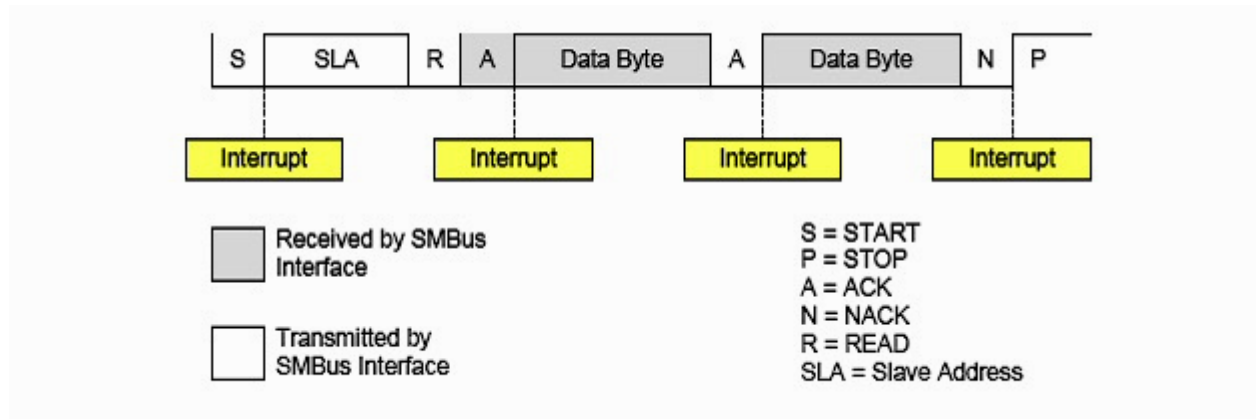 S SLA R A Data Byte A Data Byte N P
Interrupt Interrupt Interrupt Interrupt
Received by SMBus
Interface
Transmitted by
SMBus Interface
S = START
P = STOP
A = ACK
N = NACK
R = READ
SLA = Slave Address